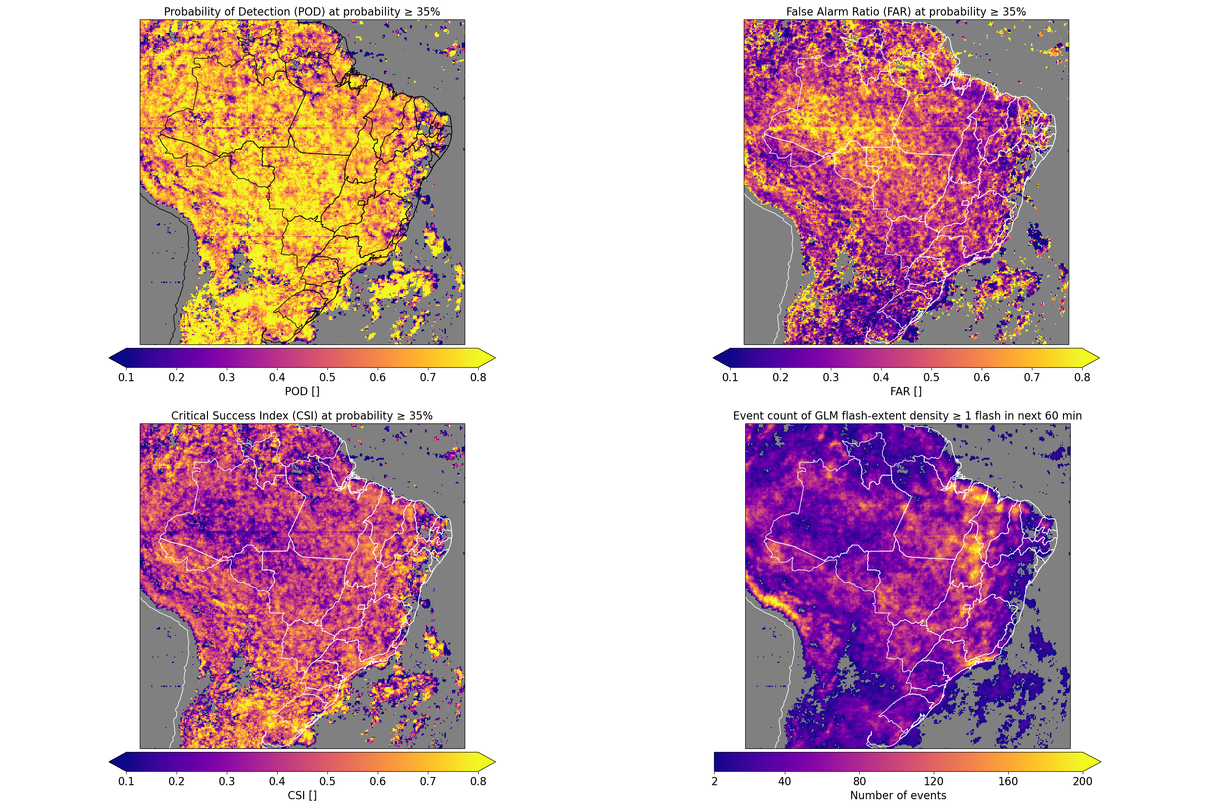 Probability of Detection (POD) at probability ≥ 35%
0.1 0.2 0.3 0.4 0.5 0.6 0.7 0.8
POD []
False Alarm Ratio (FAR) at probability ≥ 35%
0.1 0.2 0.3 0.4 0.5 0.6 0.7 0.8
FAR []
Critical Success Index (CSI) at probability ≥ 35%
0.1 0.2 0.3 0.4 0.5 0.6 0.7 0.8
CSI []
Event count of GLM flash-extent density ≥ 1 flash in next 60 min
2 40 80 120 160 200
Number of events